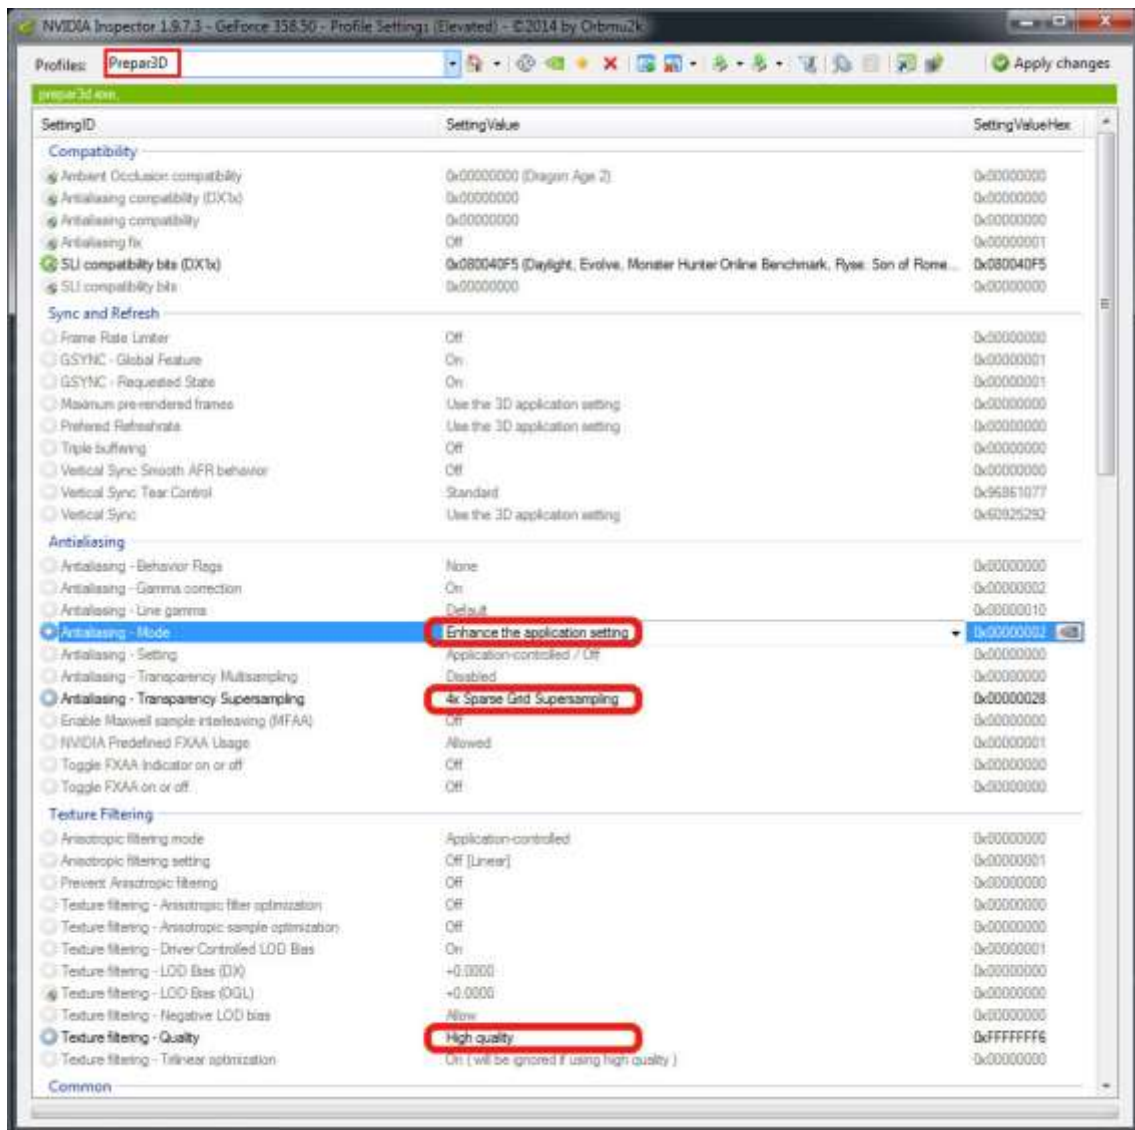 NVIDIA Inspector 1.9.7.3 - GeForce 358.50 - Profile Settings (Elevated) - ©2014 by Orbmu2k
Profiles: Prepar3D Apply changes
prepar3d.exe,
SettingID SettingValue SettingValueHex
Compatibility
Ambient Occlusion compatibility 0x00000000 (Dragon Age 2) 0x00000000
Antialiasing compatibility (DX1x) 0x00000000 0x00000000
Antialiasing compatibility 0x00000000 0x00000000
Antialiasing fix Off 0x00000001
SLI compatibility bits (DX1x) 0x080040F5 (Daylight, Evolve, Monster Hunter Online Benchmark, Ryse: Son of Rome... 0x080040F5
SLI compatibility bits 0x00000000 0x00000000
Sync and Refresh
Frame Rate Limiter Off 0x00000000
GSYNC - Global Feature On 0x00000001
GSYNC - Requested State On 0x00000001
Maximum pre-rendered frames Use the 3D application setting 0x00000000
Prefered Refreshrate Use the 3D application setting 0x00000000
Triple buffering Off 0x00000000
Vertical Sync Smooth AFR behavior Off 0x00000000
Vertical Sync Tear Control Standard 0x96861077
Vertical Sync Use the 3D application setting 0x60925292
Antialiasing
Antialiasing - Behavior Flags None 0x00000000
Antialiasing - Gamma correction On 0x00000002
Antialiasing - Line gamma Default 0x00000010
Antialiasing - Mode Enhance the application setting 0x00000002
Antialiasing - Setting Application-controlled / Off 0x00000000
Antialiasing - Transparency Multisampling Disabled 0x00000000
Antialiasing - Transparency Supersampling 4x Sparse Grid Supersampling 0x00000028
Enable Maxwell sample interleaving (MFAA) Off 0x00000000
NVIDIA Predefined FXAA Usage Allowed 0x00000001
Toggle FXAA Indicator on or off Off 0x00000000
Toggle FXAA on or off Off 0x00000000
Texture Filtering
Anisotropic filtering mode Application-controlled 0x00000000
Anisotropic filtering setting Off [Linear] 0x00000001
Prevent Anisotropic filtering Off 0x00000000
Texture filtering - Anisotropic filter optimization Off 0x00000000
Texture filtering - Anisotropic sample optimization Off 0x00000000
Texture filtering - Driver Controlled LOD Bias On 0x00000001
Texture filtering - LOD Bias (DX) +0.0000 0x00000000
Texture filtering - LOD Bias (OGL) +0.0000 0x00000000
Texture filtering - Negative LOD bias Allow 0x00000000
Texture filtering - Quality High quality 0xFFFFFFF6
Texture filtering - Trilinear optimization On ( will be ignored if using high quality ) 0x00000000
Common